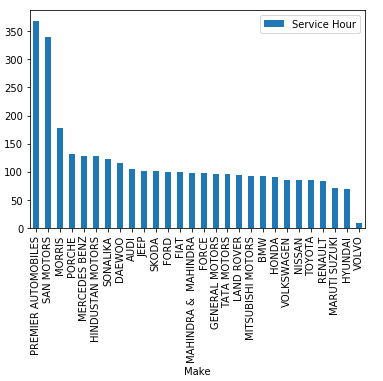 Service Hour
350
300
250
200
150
100
50
0
PREMIER AUTOMOBILES
SAN MOTORS
MORRIS
PORCHE
MERCEDES BENZ
HINDUSTAN MOTORS
SONALIKA
DAEWOO
AUDI
JEEP
SKODA
FORD
FIAT
MAHINDRA &  MAHINDRA
FORCE
GENERAL MOTORS
TATA MOTORS
LAND ROVER
MITSUBISHI MOTORS
BMW
HONDA
VOLKSWAGEN
NISSAN
TOYOTA
RENAULT
MARUTI SUZUKI
HYUNDAI
VOLVO
Make